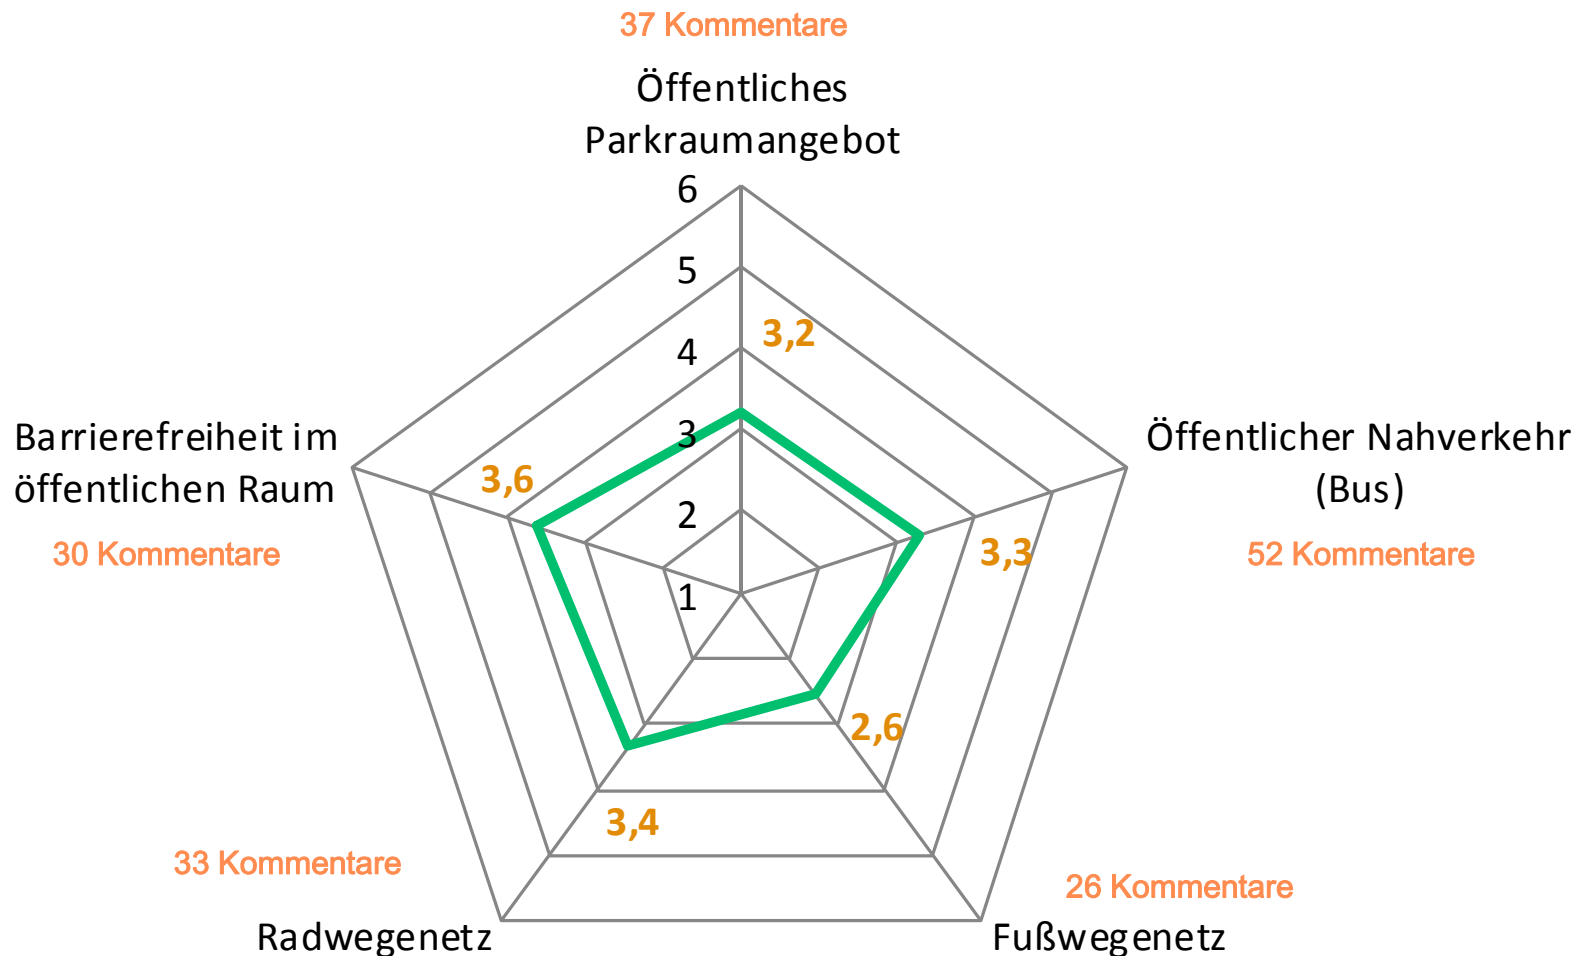 37 Kommentare
Öffentliches
Parkraumangebot
6
5
3,2
4
3
Barrierefreiheit im
öffentlichen Raum
3,6
30 Kommentare
Öffentlicher Nahverkehr
(Bus)
3,3
52 Kommentare
2
1
2,6
3,4
33 Kommentare
Radwegenetz
26 Kommentare
Fußwegenetz